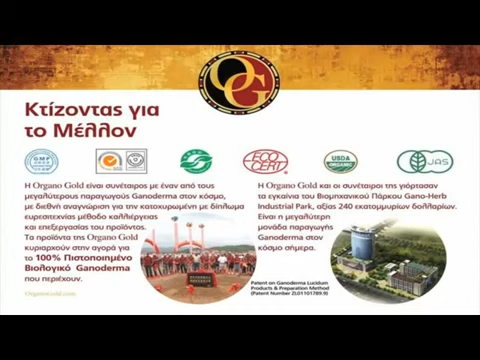 OG
Κτίζοντας για
το Μέλλον
GMP
SGS
ECO
CERT
USDA
ORGANIC
JAS
Η Organo Gold είναι συνέταιρος με έναν από τους
μεγαλύτερους παραγωγούς Ganoderma στον κόσμο,
με διεθνή αναγνώριση για την κατοχυρωμένη με δίπλωμα
ευρεσιτεχνίας μέθοδο καλλιέργειας
και επεξεργασίας του προϊόντος.
Τα προϊόντα της Organo Gold
κυριαρχούν στην αγορά για
το 100% Πιστοποιημένο
Βιολογικό Ganoderma
που περιέχουν.
OrganoGold.com
Η Organo Gold και οι συνέταιροι της γιόρτασαν
τα εγκαίνια του Βιομηχανικού Πάρκου Gano-Herb
Industrial Park, αξίας 240 εκατομμυρίων δολλαρίων.
Είναι η μεγαλύτερη
μονάδα παραγωγής
Ganoderma στον
κόσμο σήμερα.
Patent on Ganoderma Lucidum
Products & Preparation Method
(Patent Number ZL01101789.9)